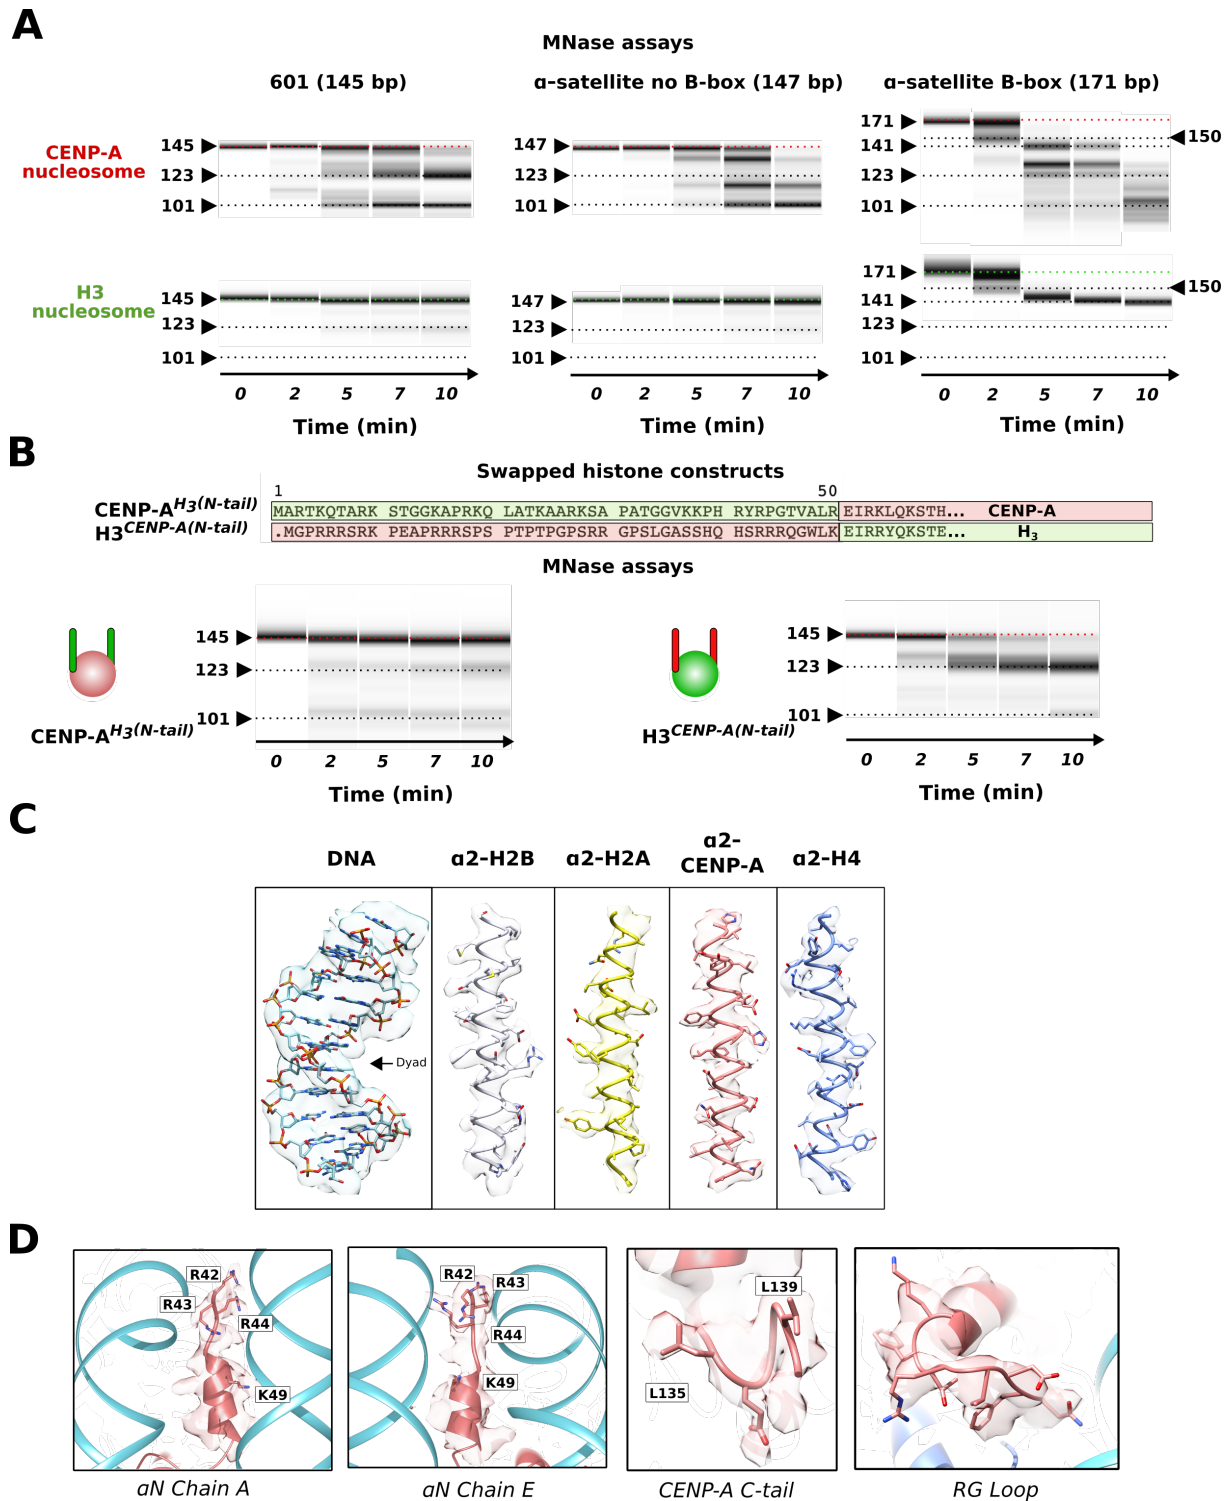 A
MNase assays
601 (145 bp)
α–satellite no B-box (147 bp)
α–satellite B-box (171 bp)
CENP-A
nucleosome
145
123
101
147
123
101
171
141
123
101
150
H3
nucleosome
145
123
101
147
123
101
171
141
123
101
150
0 2 5 7 10
Time (min)
0 2 5 7 10
Time (min)
0 2 5 7 10
Time (min)
B
Swapped histone constructs
1 50
CENP-A^H3(N-tail) MARTKQTARK STGGKAPRKQ LATKAARKSA PATGGVKKPH RYRPGTVALR EIRKLQKSTH... CENP-A
H3^CENP-A(N-tail) .MGPRRRSRK PEAPRRRSPS PTPTPGPSRR GPSLGASSHQ HSRRRQGWLK EIRRYQKSTE... H3
MNase assays
145
123
101
CENP-A^H3(N-tail)
0 2 5 7 10
Time (min)
145
123
101
H3^CENP-A(N-tail)
0 2 5 7 10
Time (min)
C
DNA
α2–H2B
α2–H2A
α2–
CENP-A
α2–H4
Dyad
D
R42
R43
R44
K49
αN Chain A
R42
R43
R44
K49
αN Chain E
L139
L135
CENP-A C-tail
RG Loop